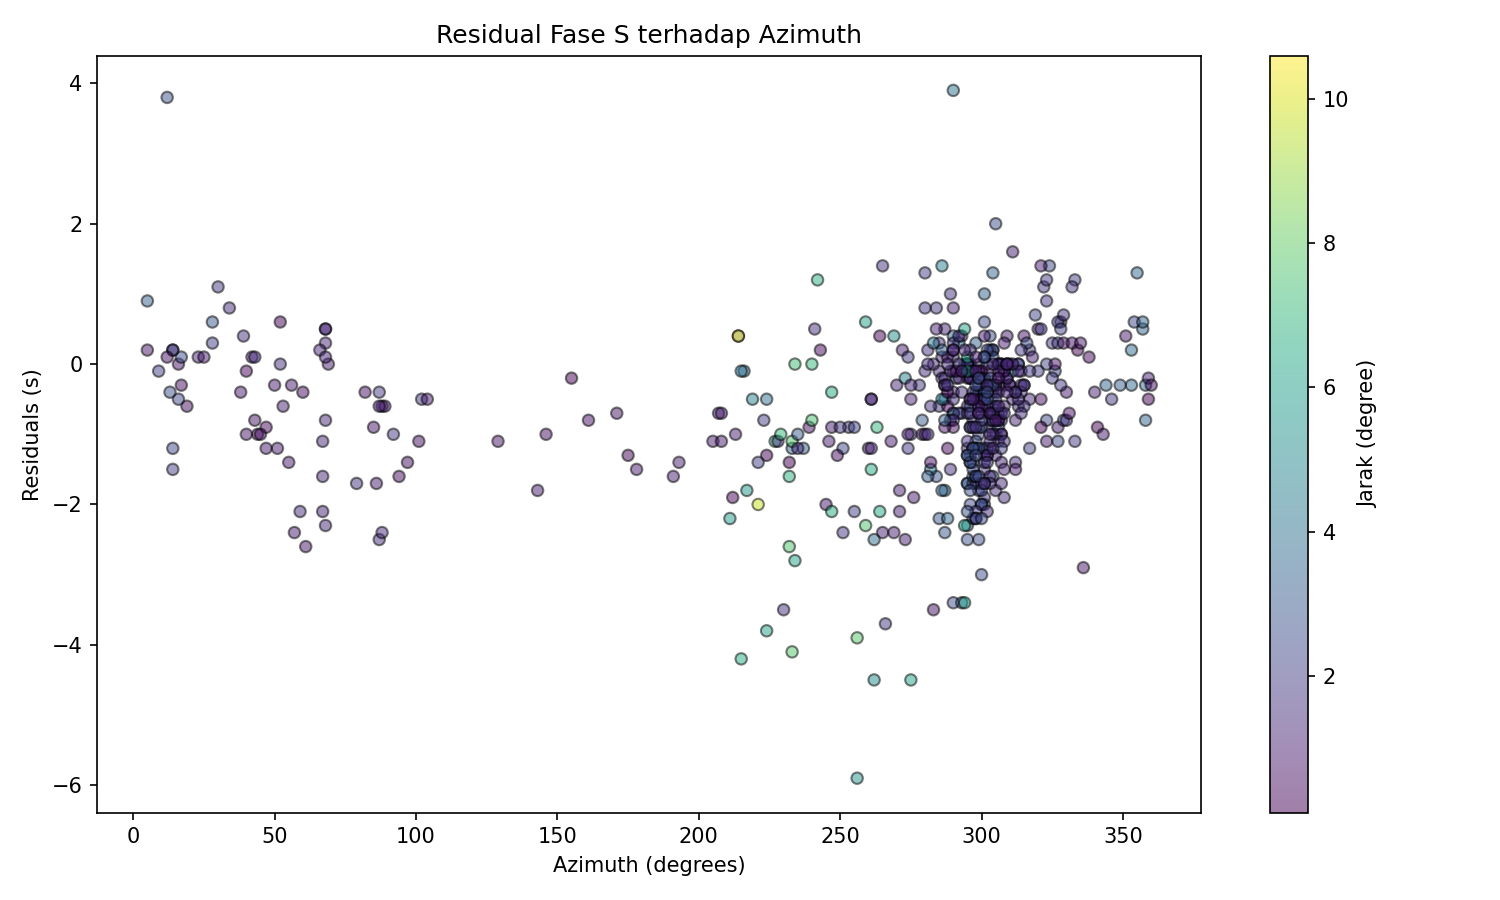 Residual Fase S terhadap Azimuth
4
2
0
−2
−4
−6
Residuals (s)
0 50 100 150 200 250 300 350
Azimuth (degrees)
10
8
6
4
2
Jarak (degree)